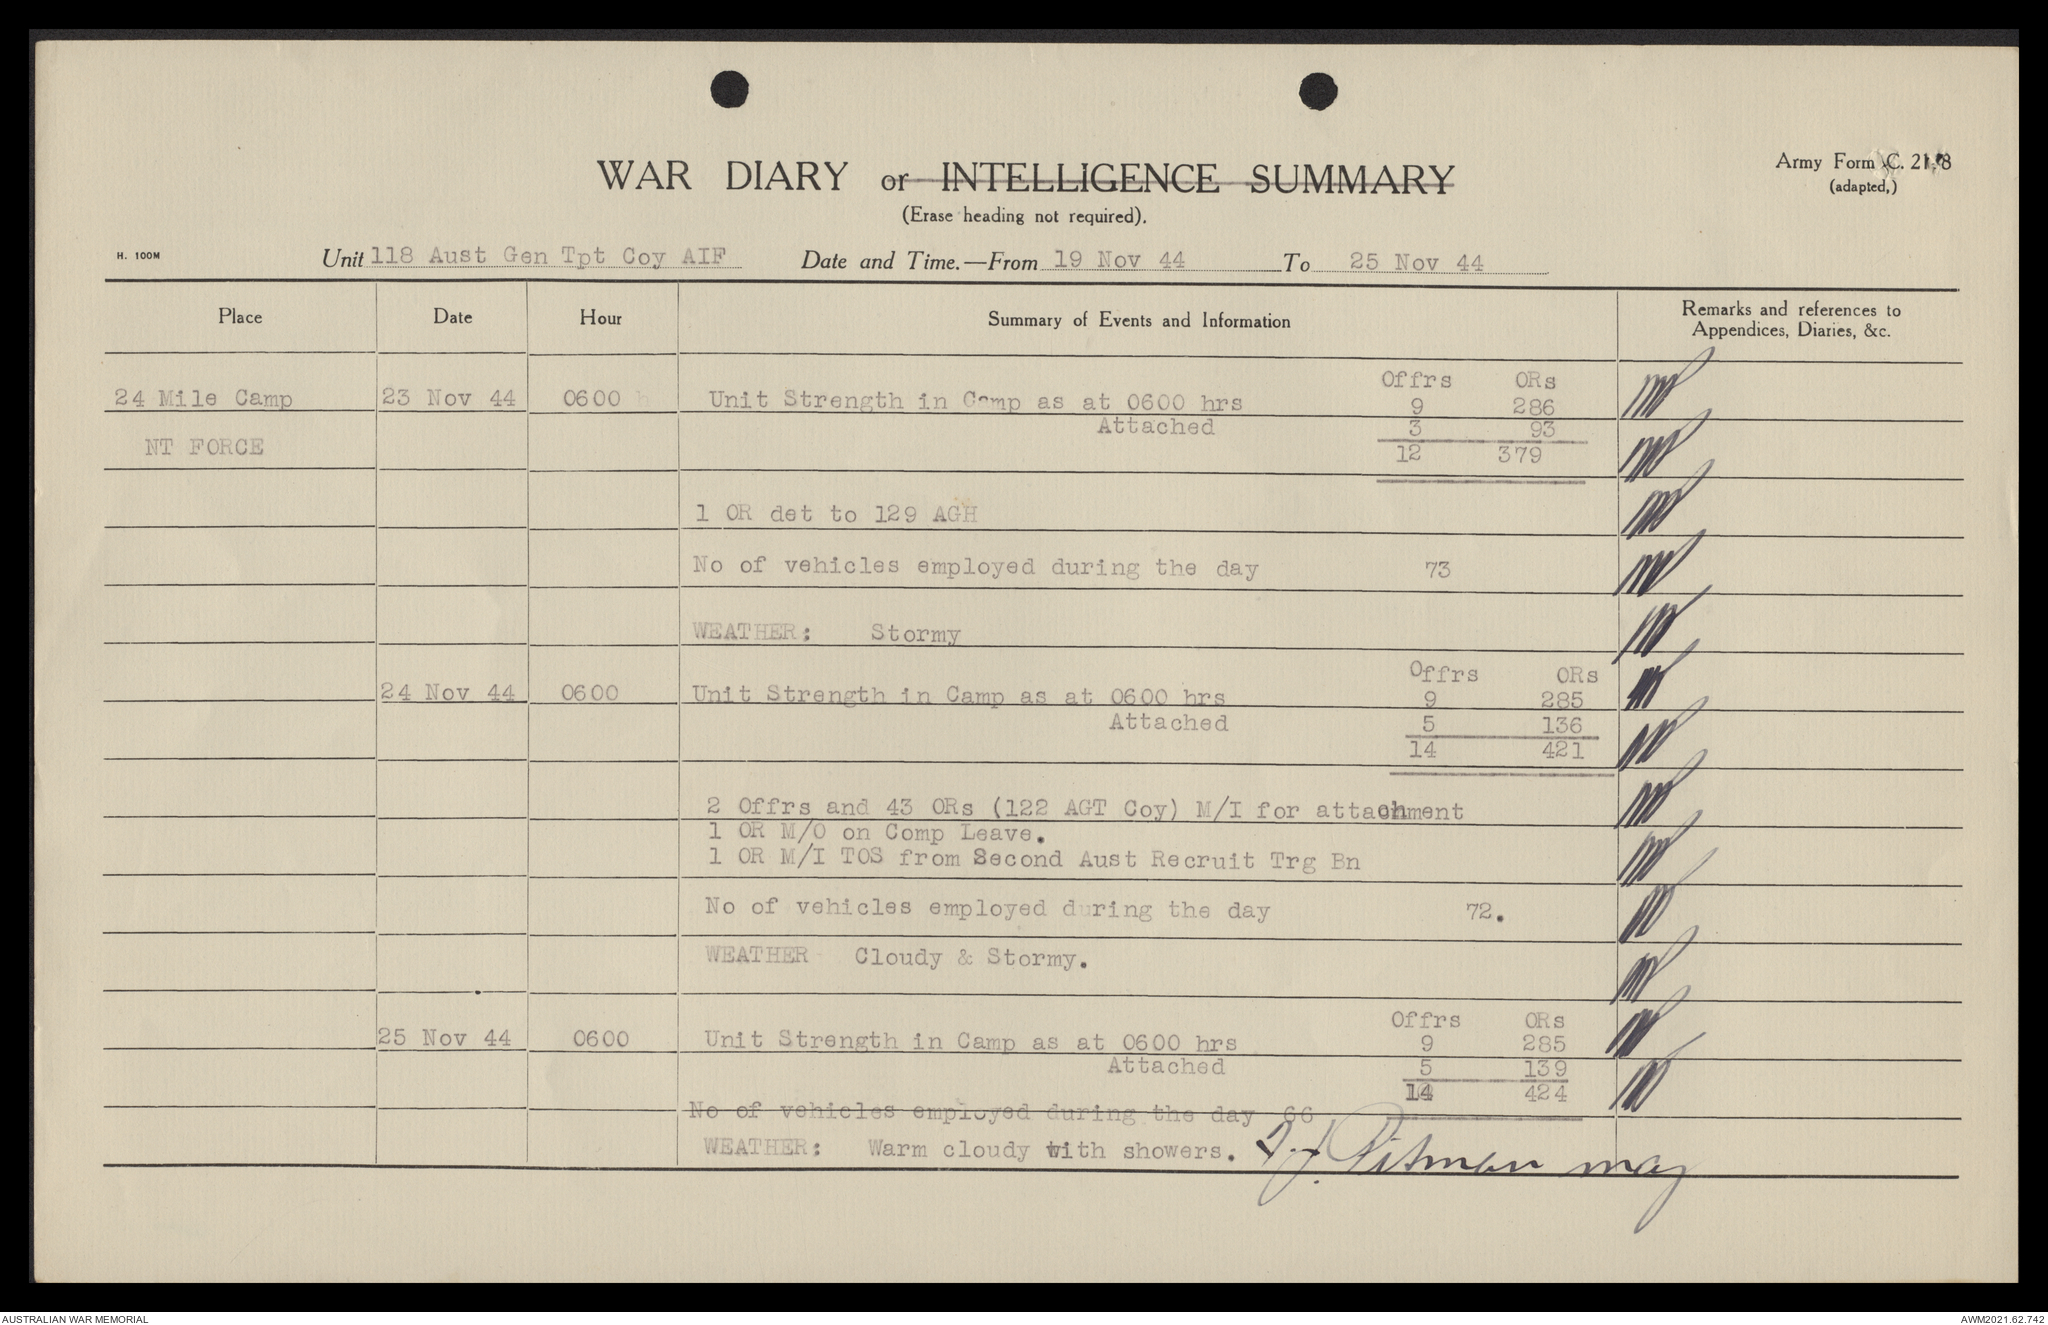 WAR DIARY or INTELLIGENCE SUMMARY
(Erase heading not required).
Army Form C. 2118
(adapted,)
H. 100M
Unit 118 Aust Gen Tpt Coy AIF Date and Time.—From 19 Nov 44 To 25 Nov 44
Place Date Hour Summary of Events and Information Remarks and references to
Appendices, Diaries, &c.
Offrs ORs
24 Mile Camp 23 Nov 44 0600 Unit Strength in Camp as at 0600 hrs 9 286
Attached 3 93
NT FORCE 12 379
1 OR det to 129 AGH
No of vehicles employed during the day 73
WEATHER: Stormy
Offrs ORs
24 Nov 44 0600 Unit Strength in Camp as at 0600 hrs 9 285
Attached 5 136
14 421
2 Offrs and 43 ORs (122 AGT Coy) M/I for attachment
1 OR M/O on Comp Leave.
1 OR M/I TOS from Second Aust Recruit Trg Bn
No of vehicles employed during the day 72.
WEATHER Cloudy & Stormy.
Offrs ORs
25 Nov 44 0600 Unit Strength in Camp as at 0600 hrs 9 285
Attached 5 139
14 424
No of vehicles employed during the day 66
WEATHER: Warm cloudy with showers. Pitman maj
AUSTRALIAN WAR MEMORIAL AWM2021.62.742